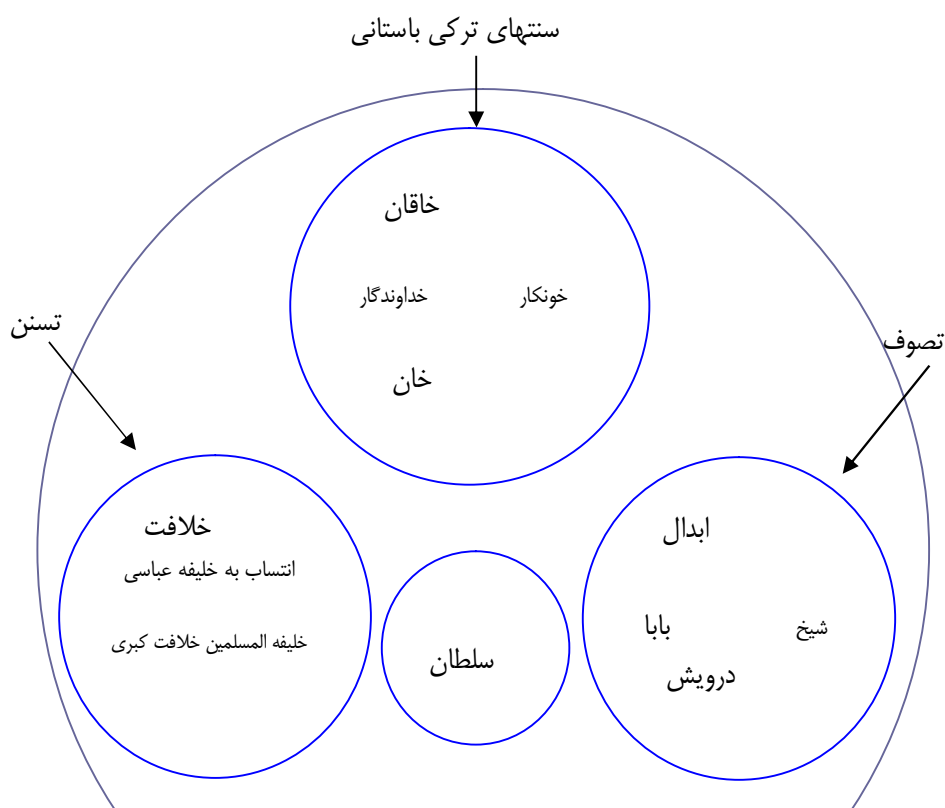 سنتهای ترکی باستانی
خاقان
خونکار
خداوندگار
خان
تصوف
تسنن
ابدال
شیخ
بابا
درویش
سلطان
خلافت
انتساب به خلیفه عباسی
خلیفه المسلمین خلافت کبری